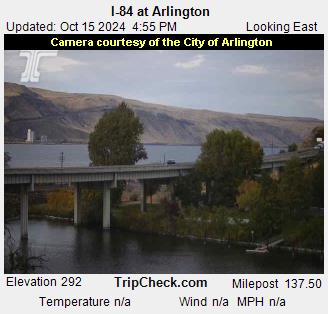 I-84 at Arlington
Updated: Oct 15 2024 4:55 PM Looking East
Camera courtesy of the City of Arlington
Elevation 292 TripCheck.com Milepost 137.50
Temperature n/a Wind n/a MPH n/a